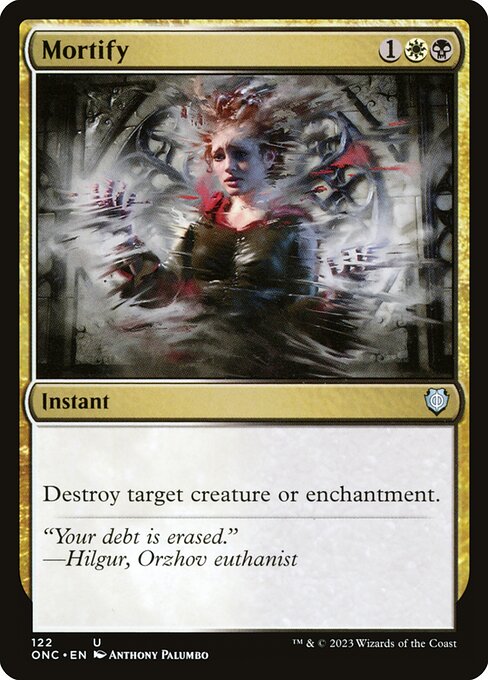 Mortify 1
Instant
Destroy target creature or enchantment.
“Your debt is erased.”
—Hilgur, Orzhov euthanist
122 U ™ & © 2023 Wizards of the Coast
ONC • EN Anthony Palumbo